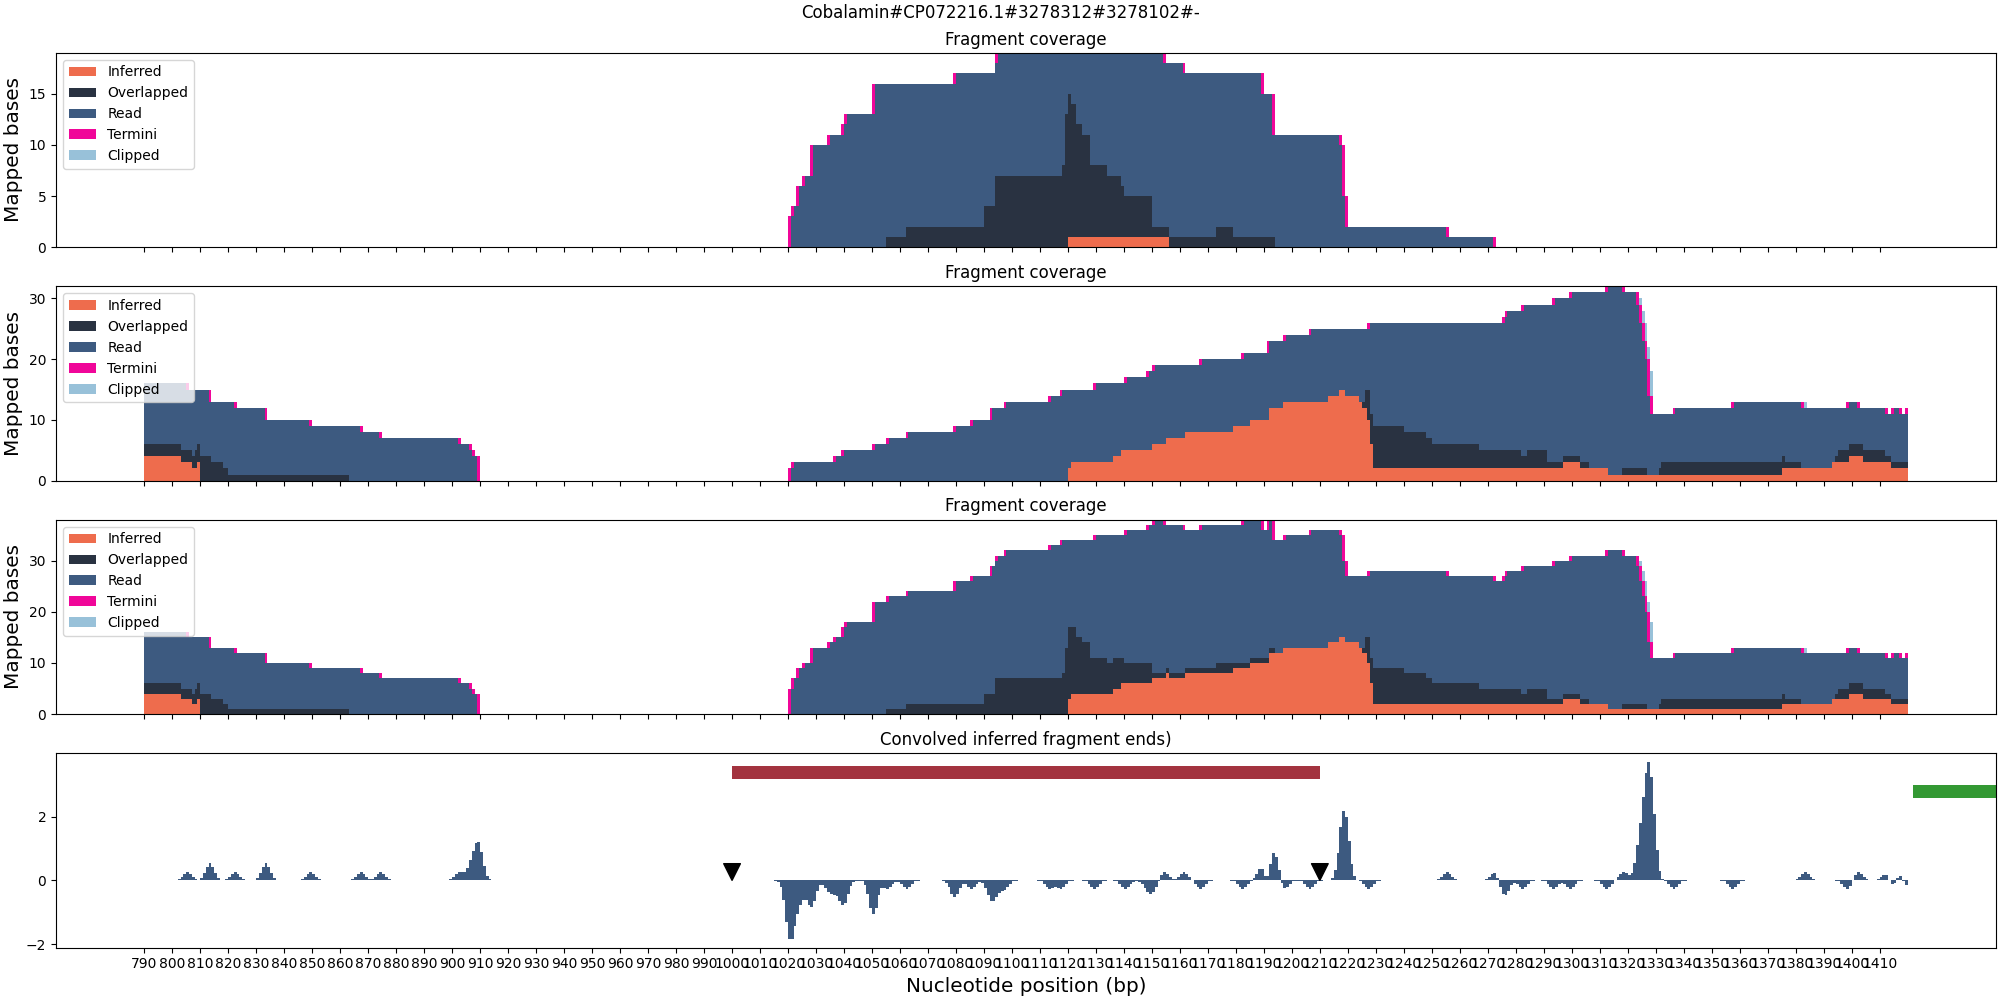 Cobalamin#CP072216.1#3278312#3278102#-
Fragment coverage
Mapped bases
15
10
5
0
Inferred
Overlapped
Read
Termini
Clipped
Fragment coverage
Mapped bases
30
20
10
0
Inferred
Overlapped
Read
Termini
Clipped
Fragment coverage
Mapped bases
30
20
10
0
Inferred
Overlapped
Read
Termini
Clipped
Convolved inferred fragment ends)
2
0
−2
790 800 810 820 830 840 850 860 870 880 890 900 910 920 930 940 950 960 970 980 990 1000 1010 1020 1030 1040 1050 1060 1070 1080 1090 1100 1110 1120 1130 1140 1150 1160 1170 1180 1190 1200 1210 1220 1230 1240 1250 1260 1270 1280 1290 1300 1310 1320 1330 1340 1350 1360 1370 1380 1390 1400 1410
Nucleotide position (bp)